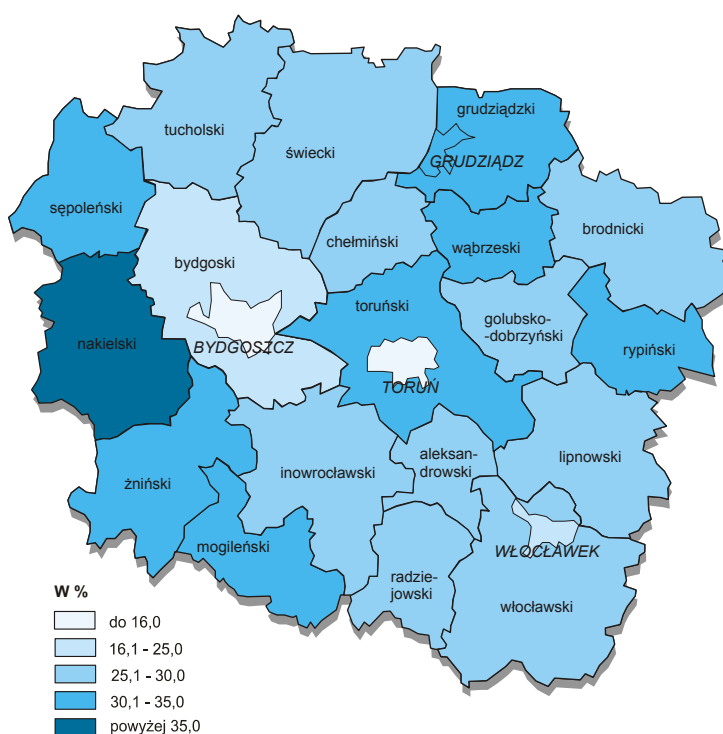 grudziądzki
tucholski
świecki
GRUDZIĄDZ
sępoleński
chełmiński
wąbrzeski
brodnicki
bydgoski
toruński
golubsko-
-dobrzyński
nakielski
BYDGOSZCZ
rypiński
TORUŃ
aleksan-
drowski
inowrocławski
lipnowski
żniński
mogileński
WŁOCŁAWEK
radzie-
jowski
włocławski
W %
do 16,0
16,1 - 25,0
25,1 - 30,0
30,1 - 35,0
powyżej 35,0